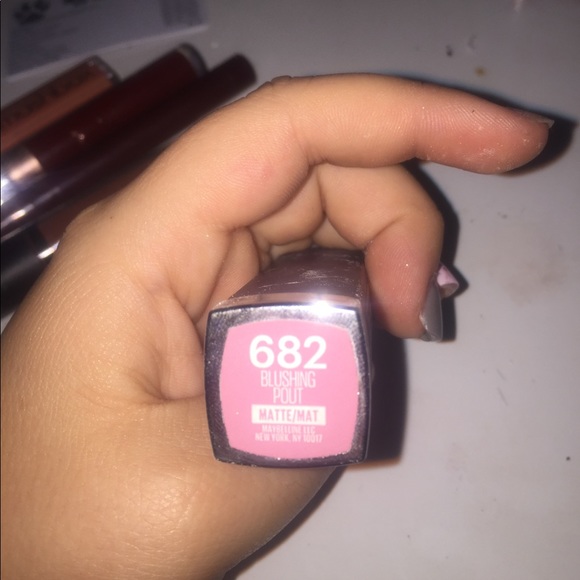 682
BLUSHING
POUT
MATTE/MAT
MAYBELLINE LLC
NEW YORK, NY 10017